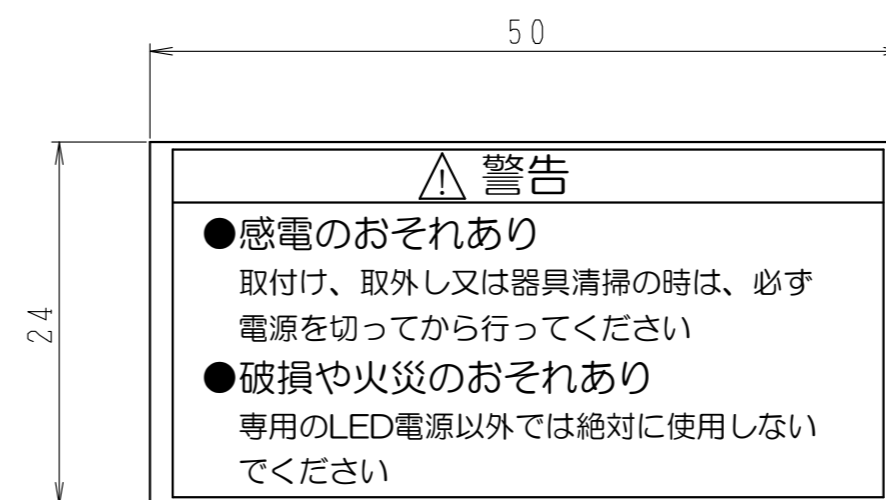 50
⚠ 警告
24
●感電のおそれあり
取付け、取外し又は器具清掃の時は、必ず
電源を切ってから行ってください
●破損や火災のおそれあり
専用のLED電源以外では絶対に使用しない
でください